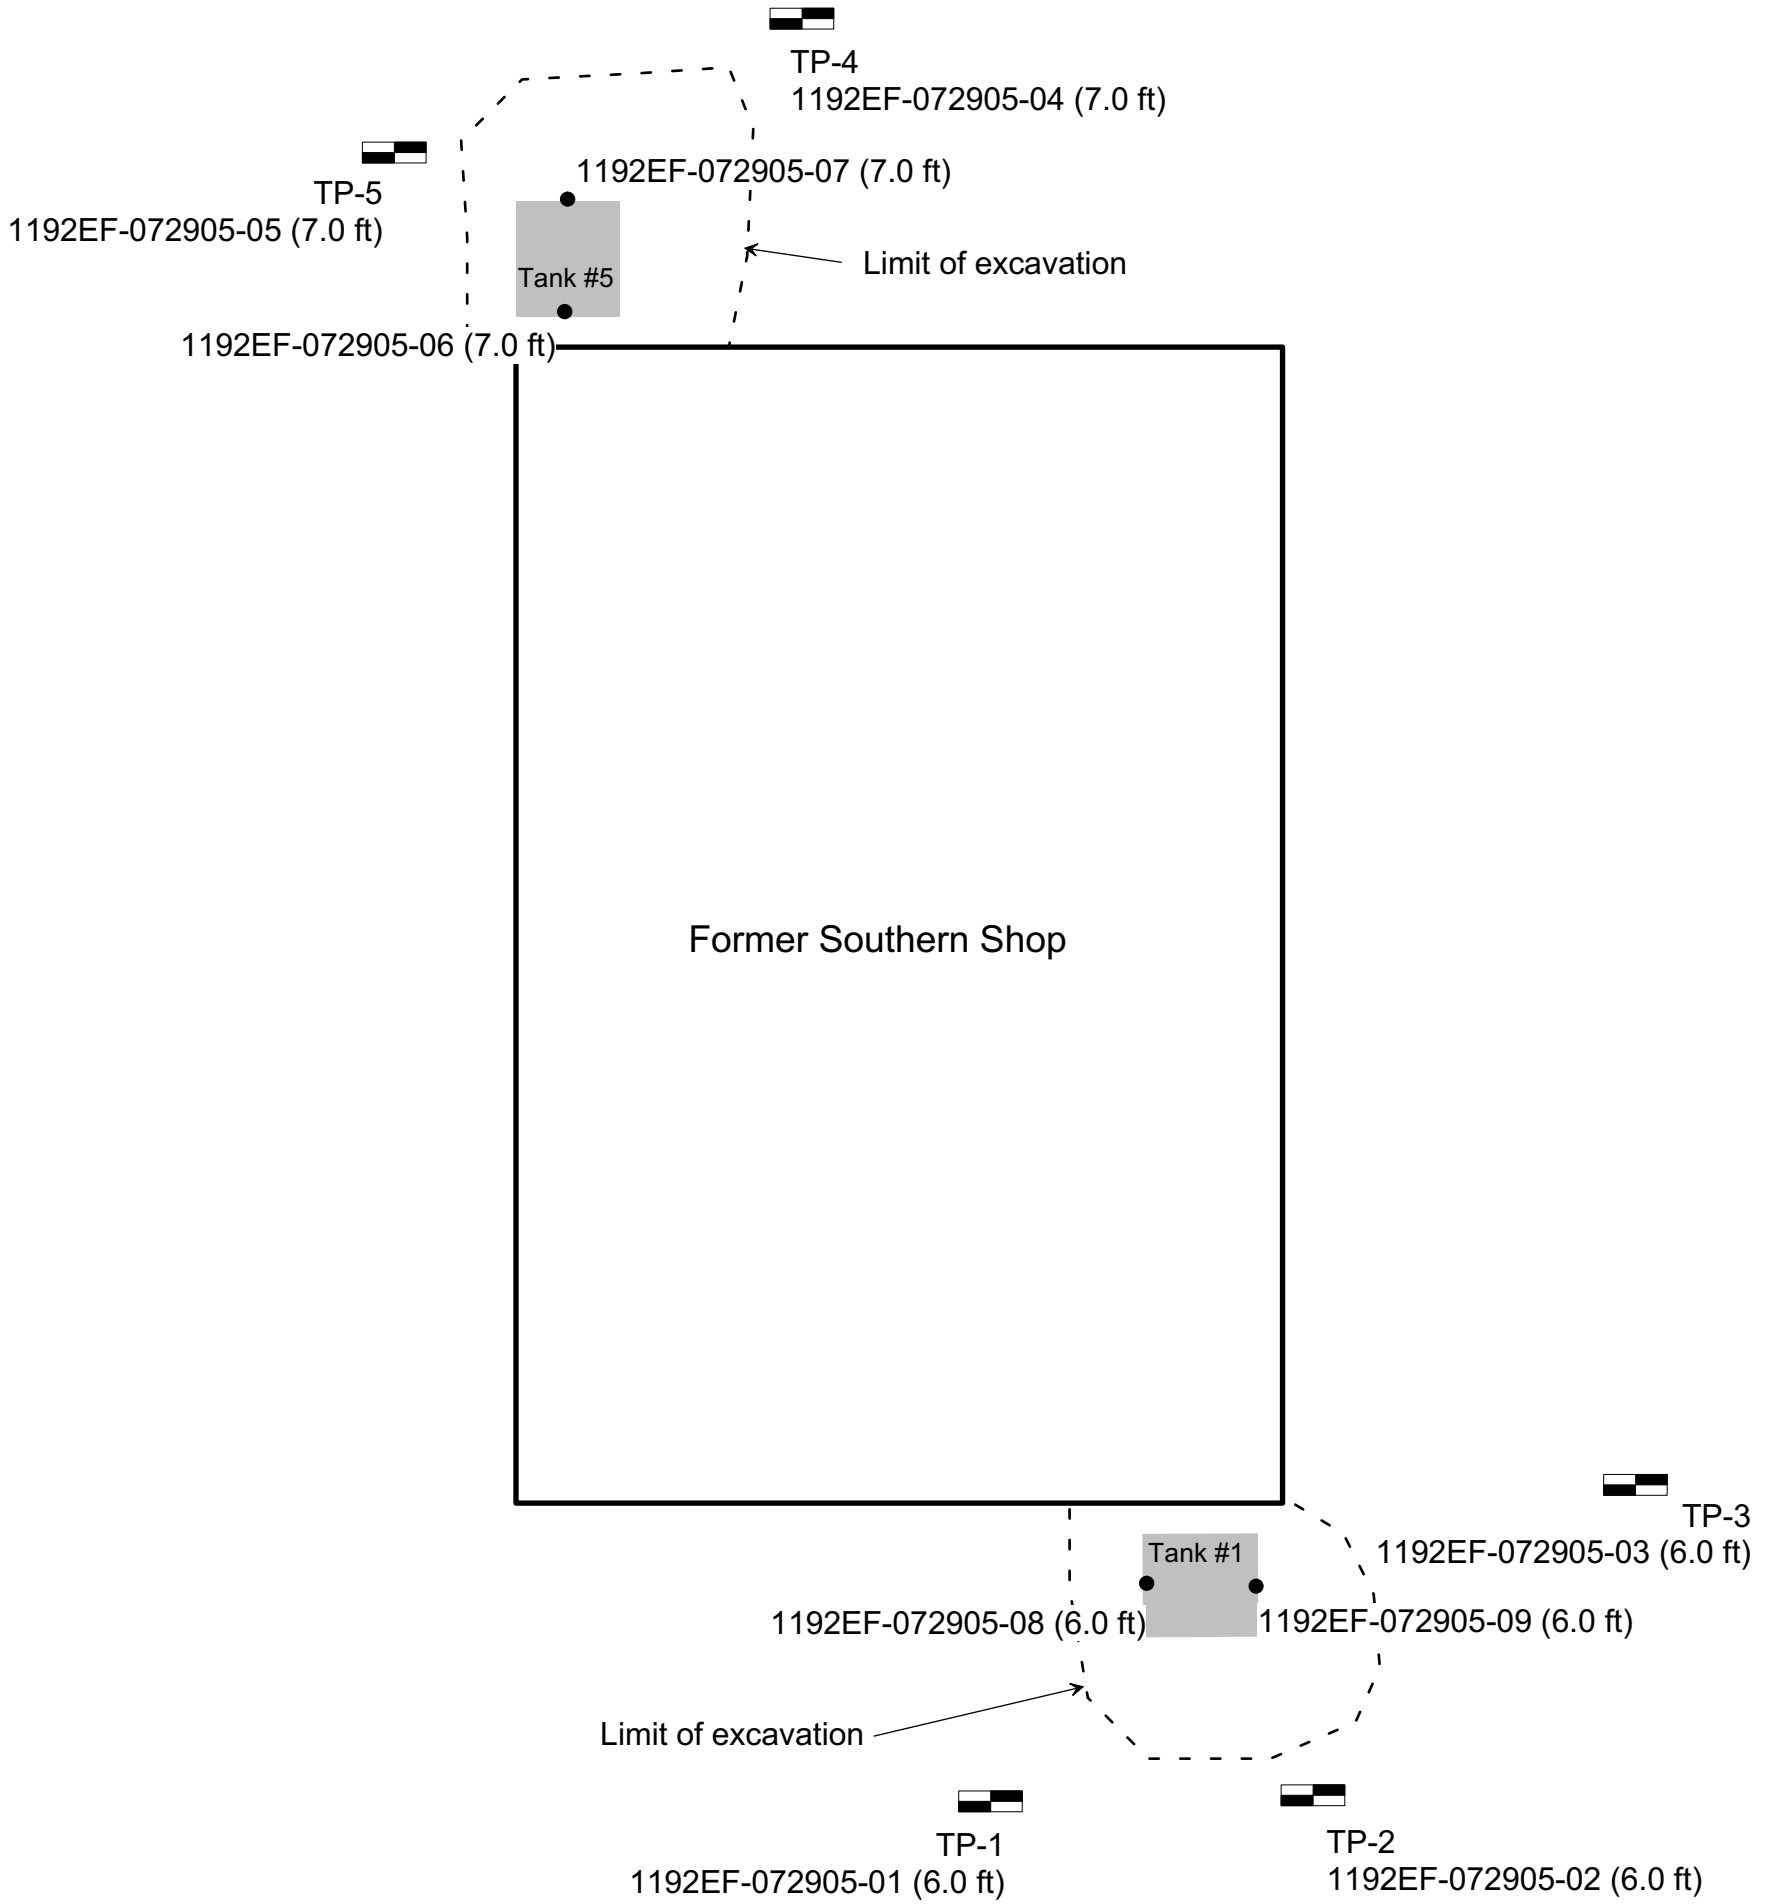 TP-4
1192EF-072905-04 (7.0 ft)
1192EF-072905-07 (7.0 ft)
TP-5
1192EF-072905-05 (7.0 ft)
Limit of excavation
Tank #5
1192EF-072905-06 (7.0 ft)
Former Southern Shop
TP-3
1192EF-072905-03 (6.0 ft)
Tank #1
1192EF-072905-08 (6.0 ft)
1192EF-072905-09 (6.0 ft)
Limit of excavation
TP-1
1192EF-072905-01 (6.0 ft)
TP-2
1192EF-072905-02 (6.0 ft)